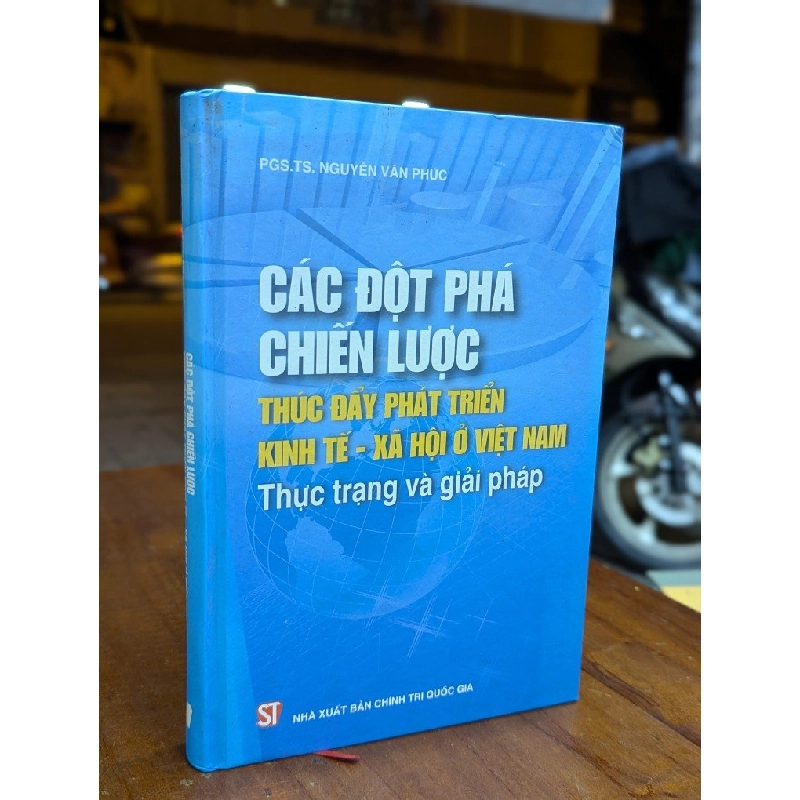 PGS.TS. NGUYỄN VĂN PHÚC
CÁC ĐỘT PHÁ
CHIẾN LƯỢC
THÚC ĐẨY PHÁT TRIỂN
KINH TẾ - XÃ HỘI Ở VIỆT NAM
Thực trạng và giải pháp
ST
NHÀ XUẤT BẢN CHÍNH TRỊ QUỐC GIA
CÁC ĐỘT PHÁ CHIẾN LƯỢC